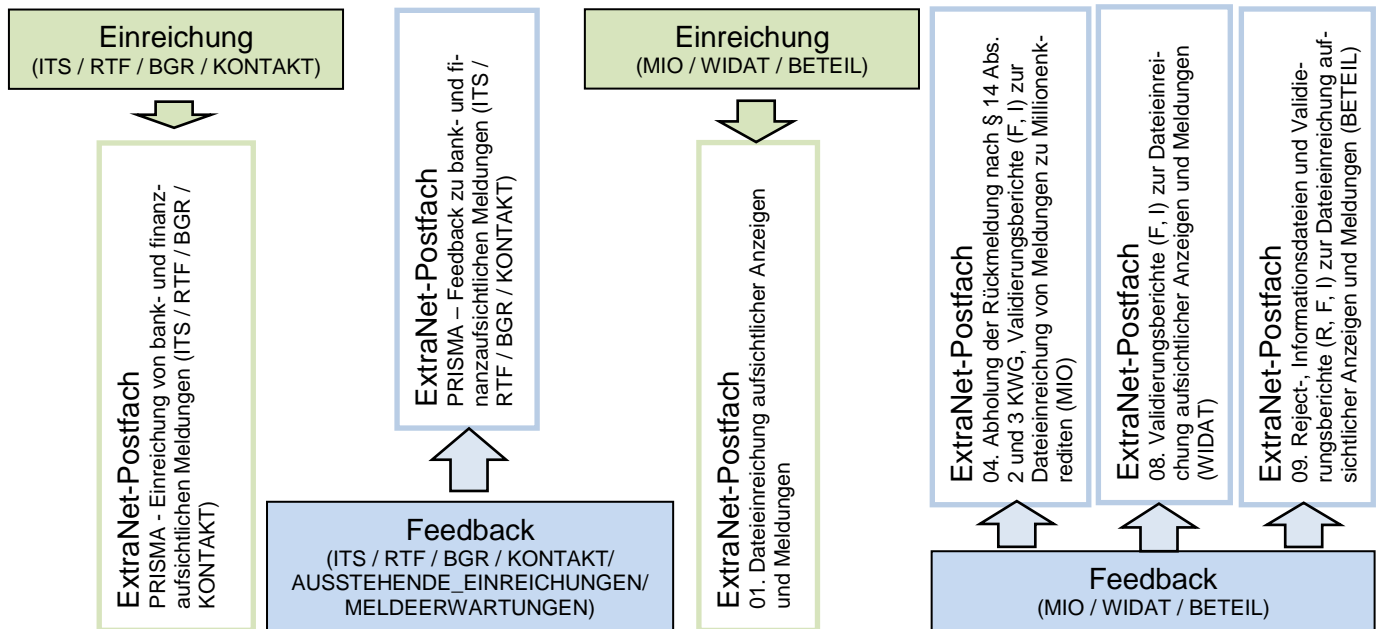 Einreichung
(ITS / RTF / BGR / KONTAKT)
ExtraNet-Postfach
PRISMA - Einreichung von bank- und finanz-
aufsichtlichen Meldungen (ITS / RTF / BGR /
KONTAKT)
ExtraNet-Postfach
PRISMA – Feedback zu bank- und fi-
nanzaufsichtlichen Meldungen (ITS /
RTF / BGR / KONTAKT)
Feedback
(ITS / RTF / BGR / KONTAKT/
AUSSTEHENDE_EINREICHUNGEN/
MELDEERWARTUNGEN)
Einreichung
(MIO / WIDAT / BETEIL)
ExtraNet-Postfach
01. Dateieinreichung aufsichtlicher Anzeigen
und Meldungen
ExtraNet-Postfach
04. Abholung der Rückmeldung nach § 14 Abs.
2 und 3 KWG, Validierungsberichte (F, I) zur
Dateieinreichung von Meldungen zu Millionenk-
rediten (MIO)
ExtraNet-Postfach
08. Validierungsberichte (F, I) zur Dateieinrei-
chung aufsichtlicher Anzeigen und Meldungen
(WIDAT)
ExtraNet-Postfach
09. Reject-, Informationsdateien und Validie-
rungsberichte (R, F, I) zur Dateieinreichung auf-
sichtlicher Anzeigen und Meldungen (BETEIL)
Feedback
(MIO / WIDAT / BETEIL)